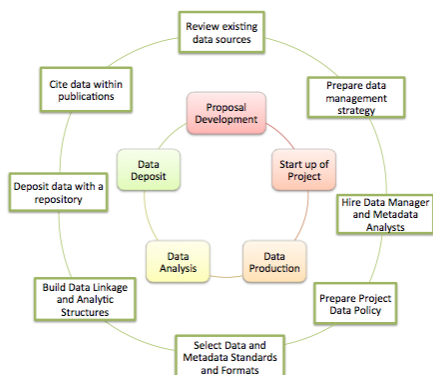 Review existing
data sources
Cite data within
publications
Prepare data
management
strategy
Proposal
Development
Data
Deposit
Start up of
Project
Deposit data with a
repository
Hire Data Manager
and Metadata
Analysts
Data
Analysis
Data
Production
Build Data Linkage
and Analytic
Structures
Prepare Project
Data Policy
Select Data and
Metadata Standards
and Formats